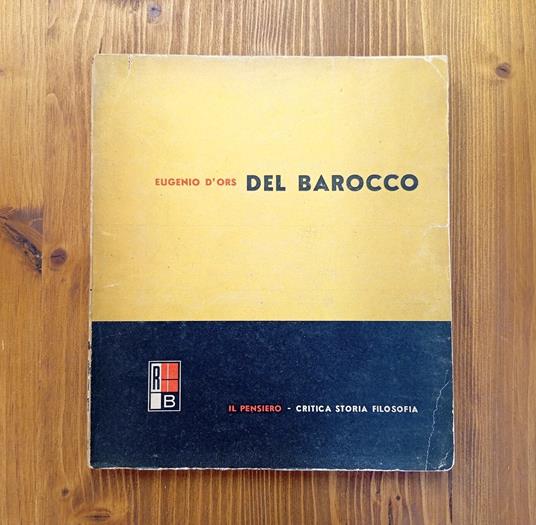 EUGENIO D'ORS DEL BAROCCO
R
B
IL PENSIERO - CRITICA STORIA FILOSOFIA